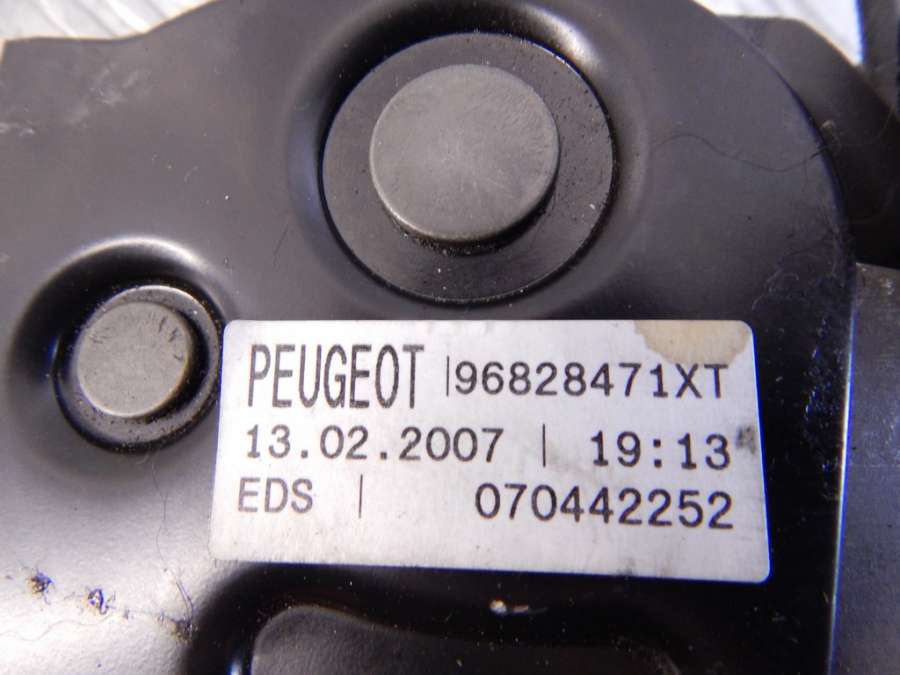 PEUGEOT |96828471XT
13.02.2007 | 19:13
EDS | 070442252